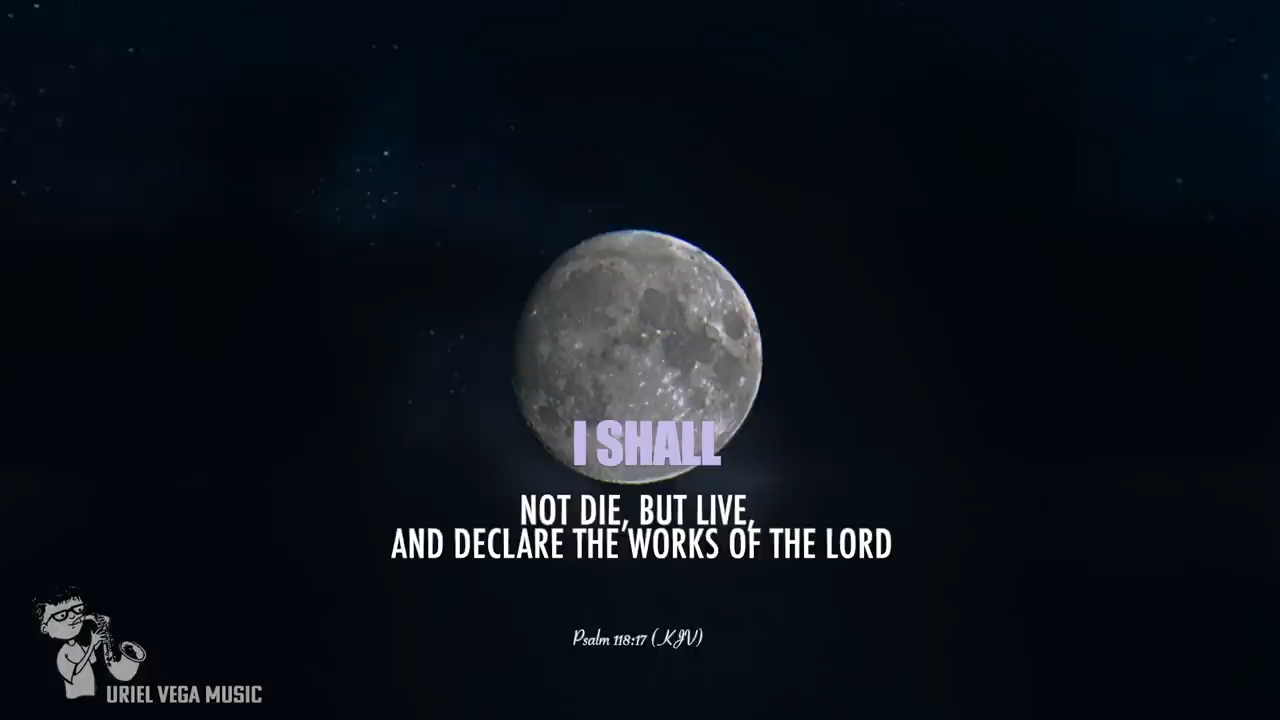 I SHALL
NOT DIE, BUT LIVE,
AND DECLARE THE WORKS OF THE LORD
Psalm 118:17 (KJV)
URIEL VEGA MUSIC